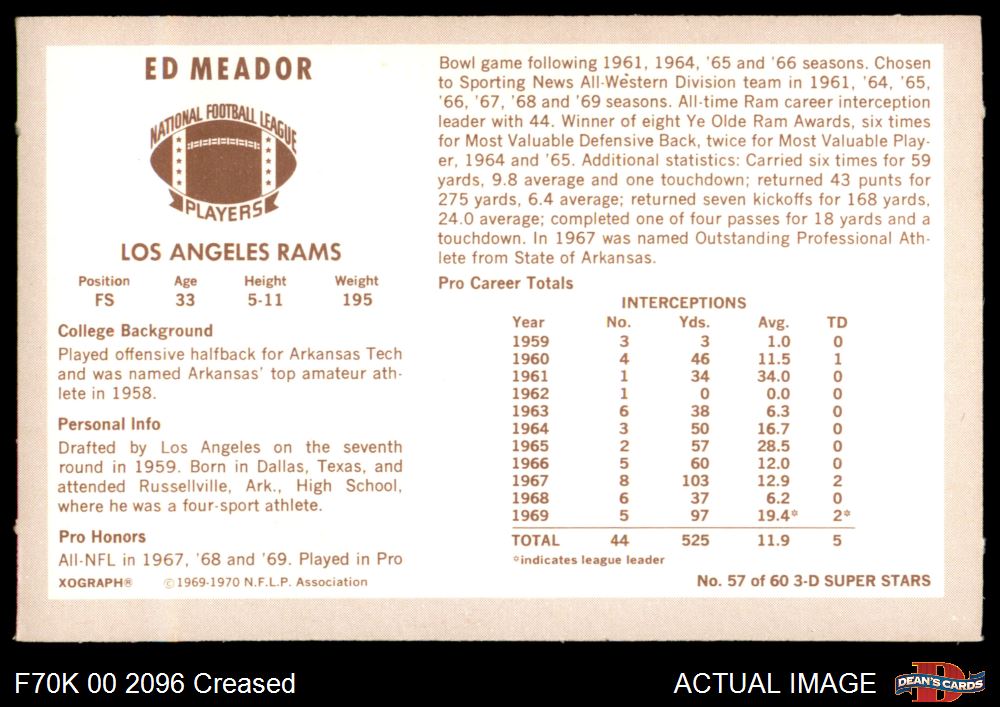 ED MEADOR
NATIONAL FOOTBALL LEAGUE
PLAYERS
LOS ANGELES RAMS
Position Age Height Weight
FS 33 5-11 195
College Background
Played offensive halfback for Arkansas Tech
and was named Arkansas' top amateur ath-
lete in 1958.
Personal Info
Drafted by Los Angeles on the seventh
round in 1959. Born in Dallas, Texas, and
attended Russellville, Ark., High School,
where he was a four-sport athlete.
Pro Honors
All-NFL in 1967, '68 and '69. Played in Pro
XOGRAPH® ©1969-1970 N.F.L.P. Association
Bowl game following 1961, 1964, '65 and '66 seasons. Chosen
to Sporting News All-Western Division team in 1961, '64, '65,
'66, '67, '68 and '69 seasons. All-time Ram career interception
leader with 44. Winner of eight Ye Olde Ram Awards, six times
for Most Valuable Defensive Back, twice for Most Valuable Play-
er, 1964 and '65. Additional statistics: Carried six times for 59
yards, 9.8 average and one touchdown; returned 43 punts for
275 yards, 6.4 average; returned seven kickoffs for 168 yards,
24.0 average; completed one of four passes for 18 yards and a
touchdown. In 1967 was named Outstanding Professional Ath-
lete from State of Arkansas.
Pro Career Totals
INTERCEPTIONS
Year No. Yds. Avg. TD
1959 3 3 1.0 0
1960 4 46 11.5 1
1961 1 34 34.0 0
1962 1 0 0.0 0
1963 6 38 6.3 0
1964 3 50 16.7 0
1965 2 57 28.5 0
1966 5 60 12.0 0
1967 8 103 12.9 2
1968 6 37 6.2 0
1969 5 97 19.4* 2*
TOTAL 44 525 11.9 5
*indicates league leader
No. 57 of 60 3-D SUPER STARS
F70K 00 2096 Creased
ACTUAL IMAGE
DEAN'S CARDS